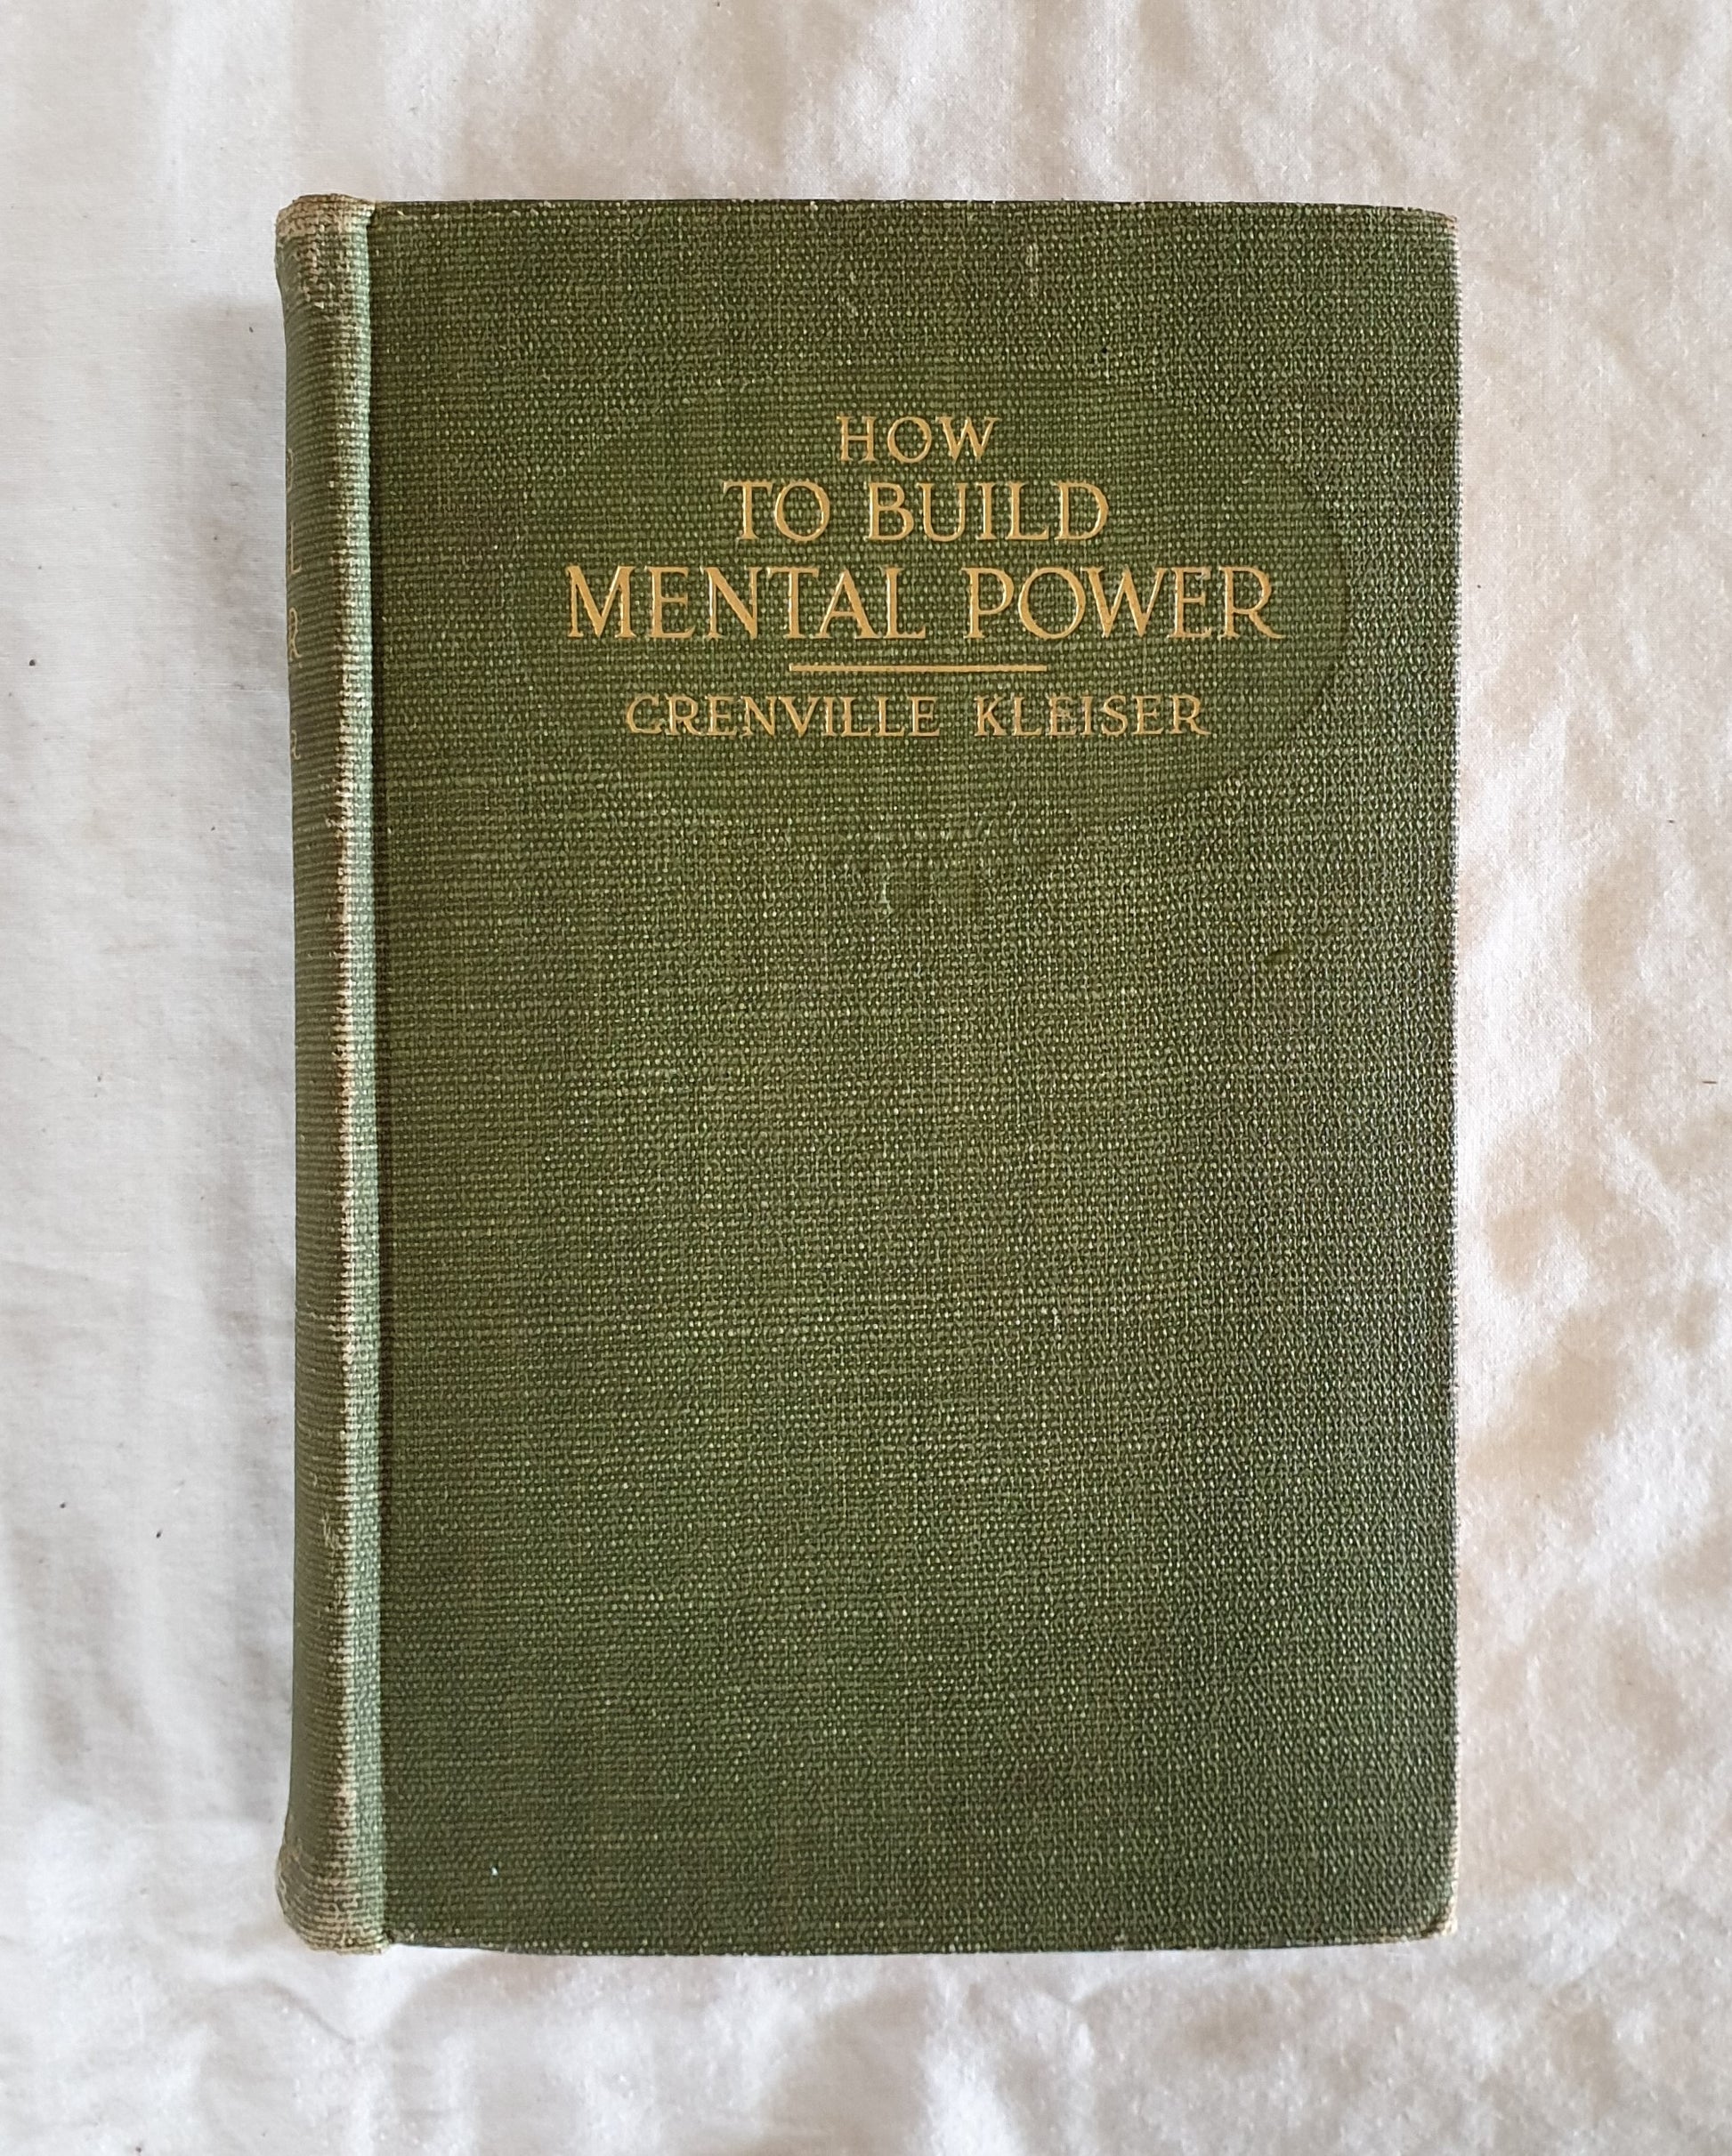 HOW
TO BUILD
MENTAL POWER
GRENVILLE KLEISER